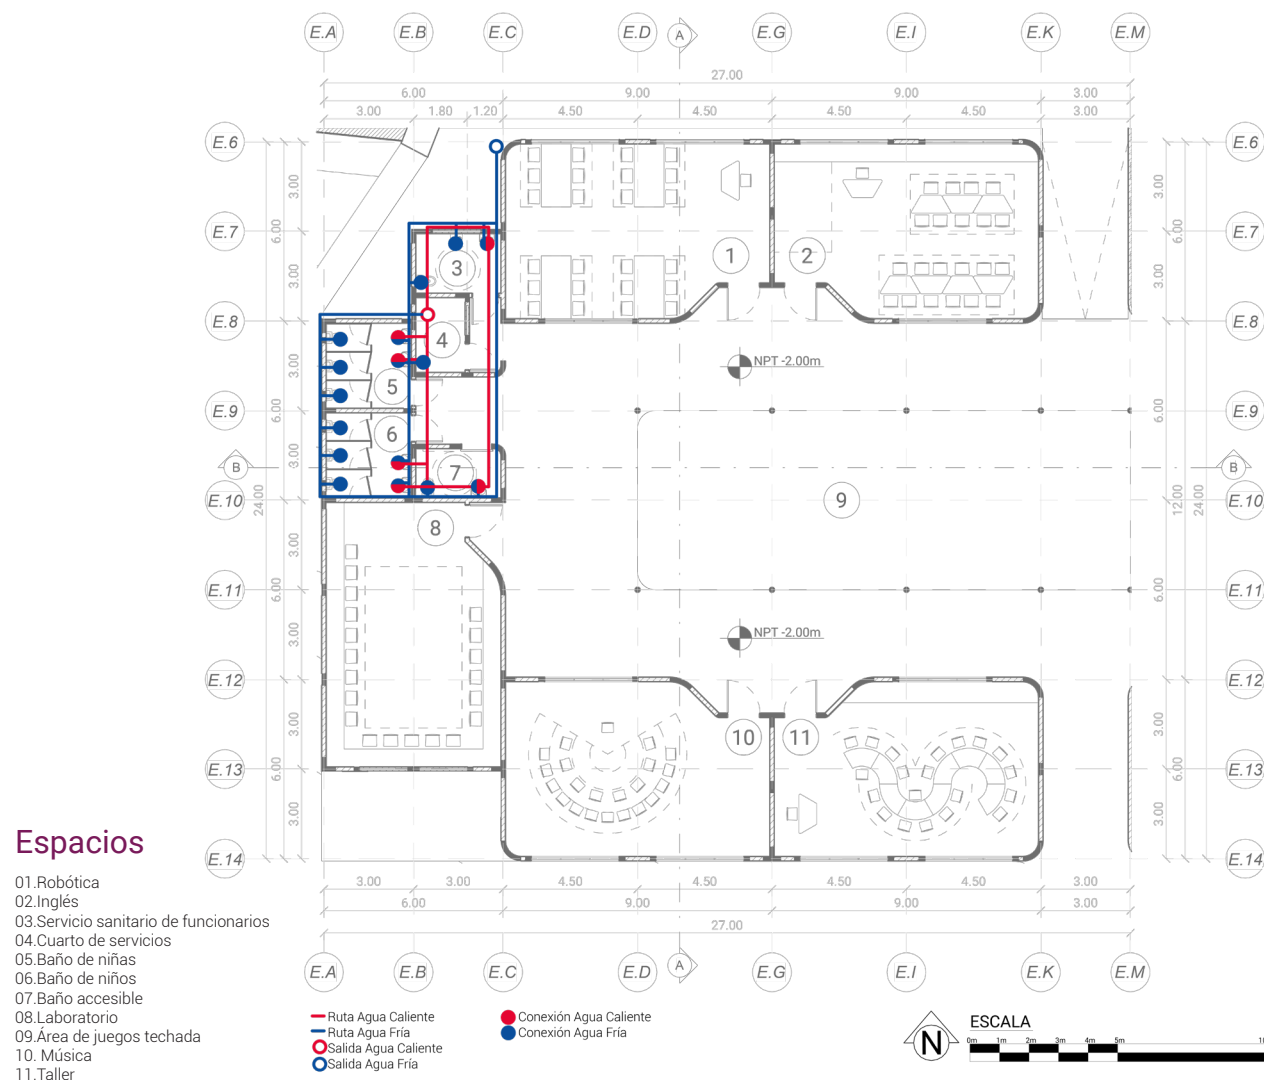 E.A E.B E.C E.D A E.G E.I E.K E.M
27.00
6.00 9.00 9.00 3.00
3.00 1.80 1.20 4.50 4.50 4.50 4.50 3.00
E.6 E.6
3.00 3.00
E.7 6.00 6.00 E.7
3 1 2
3.00 3.00
E.8 E.8
4
NPT -2.00m
3.00 3.00
5
E.9 6.00 6.00 E.9
6
3.00 3.00
B B
7
E.10 24.00 9 12.00 24.00 E.10
8
3.00 3.00
E.11 6.00 6.00 E.11
3.00 3.00
NPT -2.00m
E.12 E.12
3.00 3.00
10 11
E.13 6.00 6.00 E.13
3.00 3.00
E.14 E.14
3.00 3.00 4.50 4.50 4.50 4.50 3.00
6.00 9.00 9.00 3.00
27.00
E.A E.B E.C E.D A E.G E.I E.K E.M
Espacios
01.Robótica
02.Inglés
03.Servicio sanitario de funcionarios
04.Cuarto de servicios
05.Baño de niñas
06.Baño de niños
07.Baño accesible
08.Laboratorio
09.Área de juegos techada
10. Música
11.Taller
Ruta Agua Caliente
Ruta Agua Fría
Salida Agua Caliente
Salida Agua Fría
Conexión Agua Caliente
Conexión Agua Fría
N
ESCALA
0m 1m 2m 3m 4m 5m